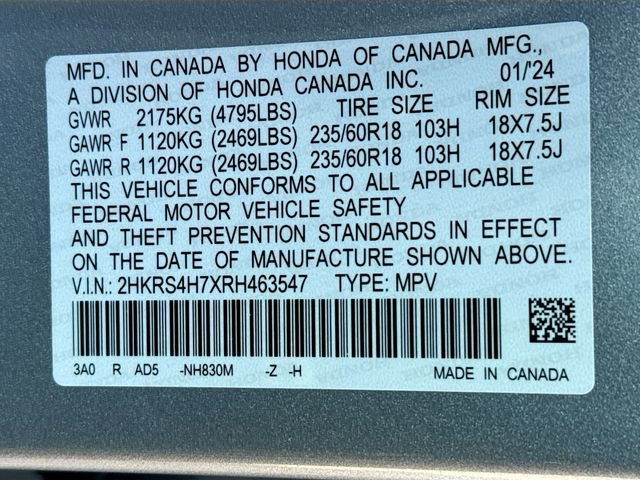 MFD. IN CANADA BY HONDA OF CANADA MFG.,
A DIVISION OF HONDA CANADA INC. 01/'24
GVWR 2175KG (4795LBS) TIRE SIZE RIM SIZE
GAWR F 1120KG (2469LBS) 235/60R18 103H 18X7.5J
GAWR R 1120KG (2469LBS) 235/60R18 103H 18X7.5J
THIS VEHICLE CONFORMS TO ALL APPLICABLE
FEDERAL MOTOR VEHICLE SAFETY
AND THEFT PREVENTION STANDARDS IN EFFECT
ON THE DATE OF MANUFACTURE SHOWN ABOVE.
V.I.N.: 2HKRS4H7XRH463547 TYPE: MPV
3A0 R AD5 -NH830M -Z -H MADE IN CANADA